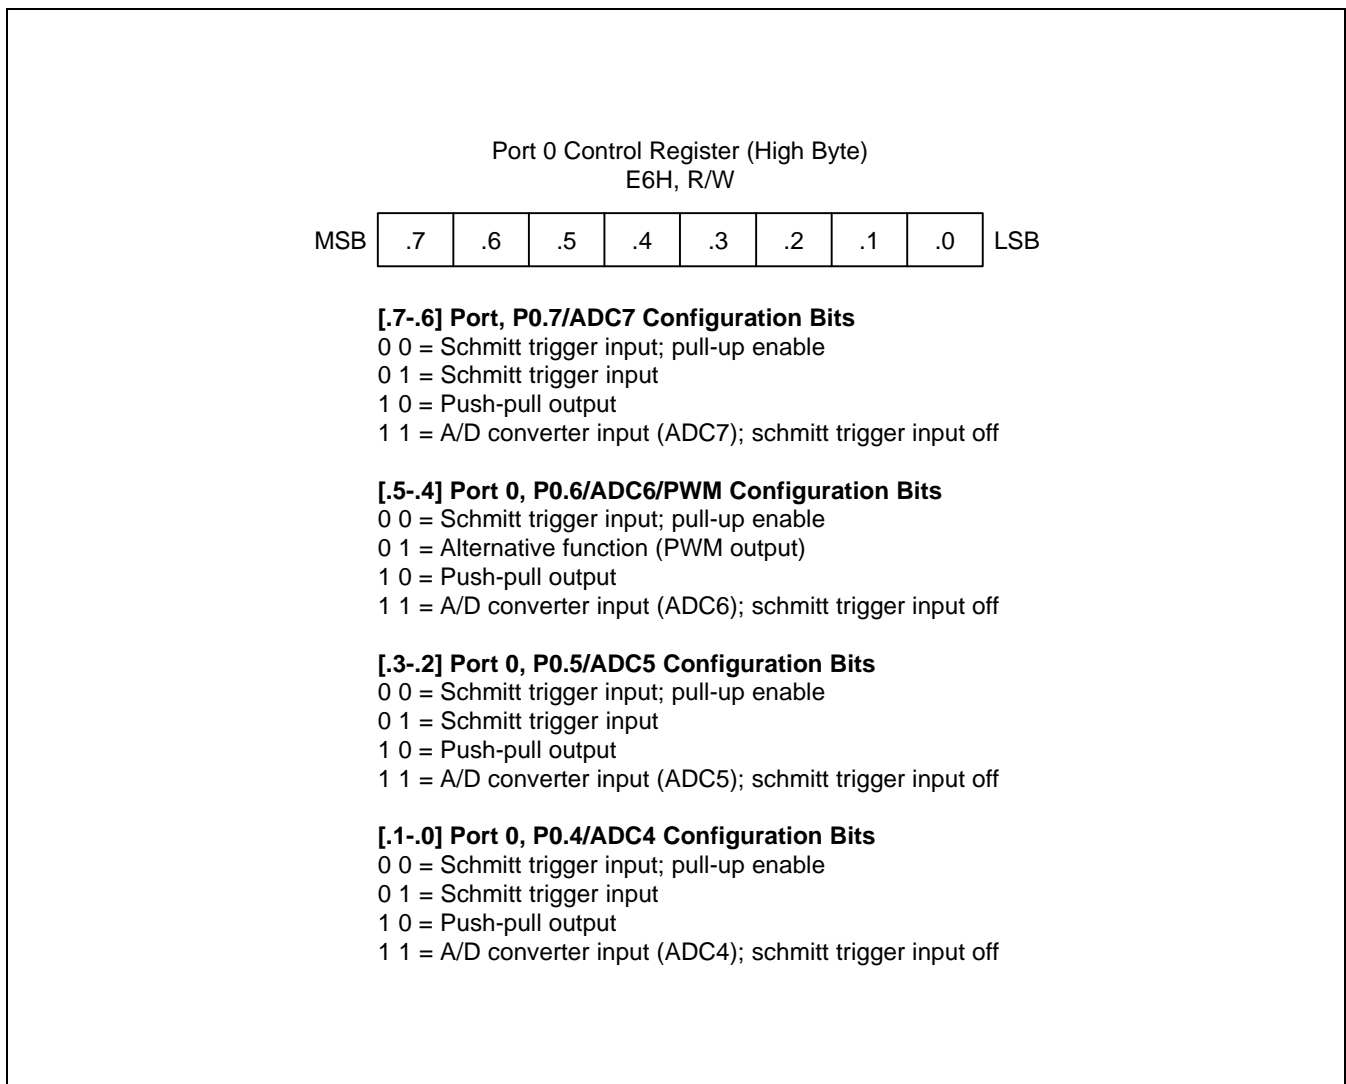 Port 0 Control Register (High Byte)
E6H, R/W
MSB .7 .6 .5 .4 .3 .2 .1 .0 LSB
[.7-.6] Port, P0.7/ADC7 Configuration Bits
0 0 = Schmitt trigger input; pull-up enable
0 1 = Schmitt trigger input
1 0 = Push-pull output
1 1 = A/D converter input (ADC7); schmitt trigger input off
[.5-.4] Port 0, P0.6/ADC6/PWM Configuration Bits
0 0 = Schmitt trigger input; pull-up enable
0 1 = Alternative function (PWM output)
1 0 = Push-pull output
1 1 = A/D converter input (ADC6); schmitt trigger input off
[.3-.2] Port 0, P0.5/ADC5 Configuration Bits
0 0 = Schmitt trigger input; pull-up enable
0 1 = Schmitt trigger input
1 0 = Push-pull output
1 1 = A/D converter input (ADC5); schmitt trigger input off
[.1-.0] Port 0, P0.4/ADC4 Configuration Bits
0 0 = Schmitt trigger input; pull-up enable
0 1 = Schmitt trigger input
1 0 = Push-pull output
1 1 = A/D converter input (ADC4); schmitt trigger input off